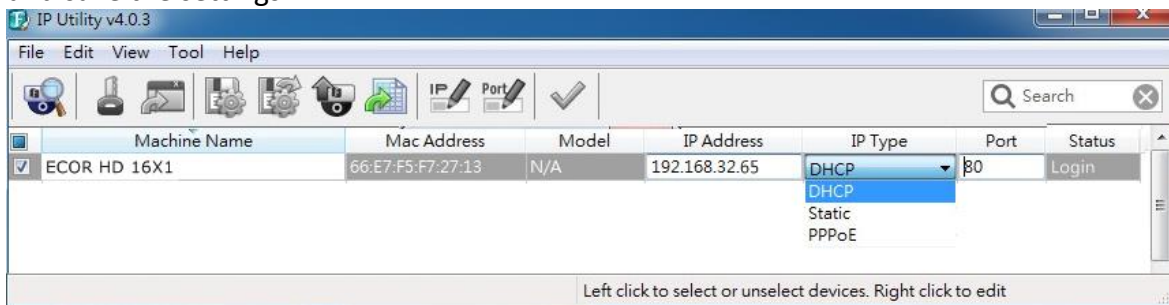 IP Utility v4.0.3
File Edit View Tool Help
IP Port Search
Machine Name Mac Address Model IP Address IP Type Port Status
ECOR HD 16X1 66:E7:F5:F7:27:13 N/A 192.168.32.65 DHCP 80 Login
DHCP
Static
PPPoE
Left click to select or unselect devices. Right click to edit